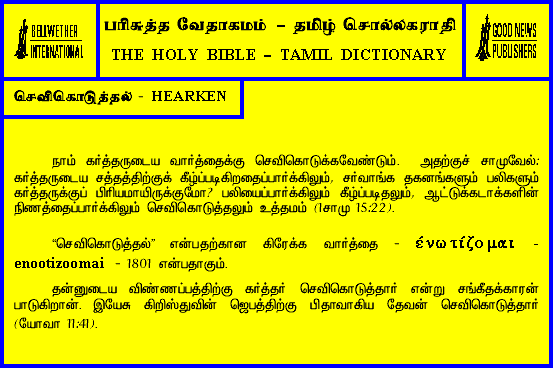 BELLWETHER
INTERNATIONAL
பரிசுத்த வேதாகமம் – தமிழ் சொல்லகராதி
THE HOLY BIBLE – TAMIL DICTIONARY
GOOD NEWS
PUBLISHERS
செவிகொடுத்தல் - HEARKEN
நாம் கர்த்தருடைய வார்த்தைக்கு செவிகொடுக்கவேண்டும். அதற்குச் சாமுவேல்:
கர்த்தருடைய சத்தத்திற்குக் கீழ்ப்படிகிறதைப்பார்க்கிலும், சர்வாங்க தகனங்களும் பலிகளும்
கர்த்தருக்குப் பிரியமாயிருக்குமோ? பலியைப்பார்க்கிலும் கீழ்ப்படிதலும், ஆட்டுக்கடாக்களின்
நிணத்தைப்பார்க்கிலும் செவிகொடுத்தலும் உத்தமம் (1சாமு 15:22).
“செவிகொடுத்தல்” என்பதற்கான கிரேக்க வார்த்தை - ένωτίζομαι -
enootizoomai - 1801 என்பதாகும்.
தன்னுடைய விண்ணப்பத்திற்கு கர்த்தர் செவிகொடுத்தார் என்று சங்கீதக்காரன்
பாடுகிறான். இயேசு கிறிஸ்துவின் ஜெபத்திற்கு பிதாவாகிய தேவன் செவிகொடுத்தார்
(யோவா 11:41).